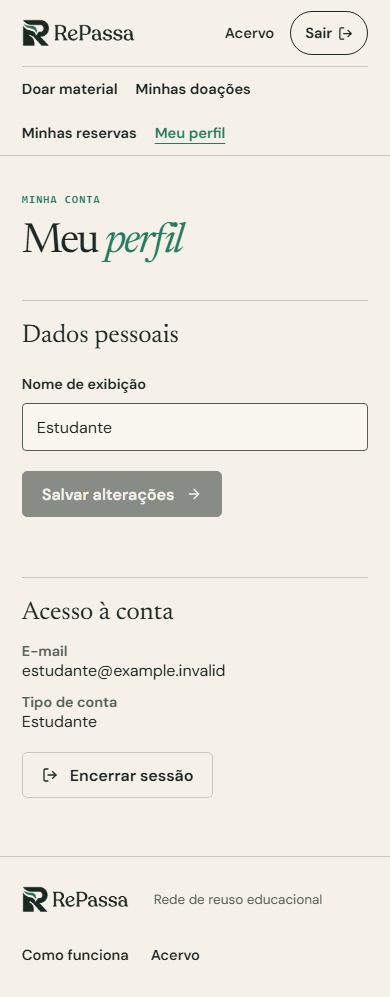 RePassa
Acervo
Sair
Doar material
Minhas doações
Minhas reservas
Meu perfil
MINHA CONTA
Meu perfil
Dados pessoais
Nome de exibição
Estudante
Salvar alterações
Acesso à conta
E-mail
estudante@example.invalid
Tipo de conta
Estudante
Encerrar sessão
RePassa
Rede de reuso educacional
Como funciona
Acervo